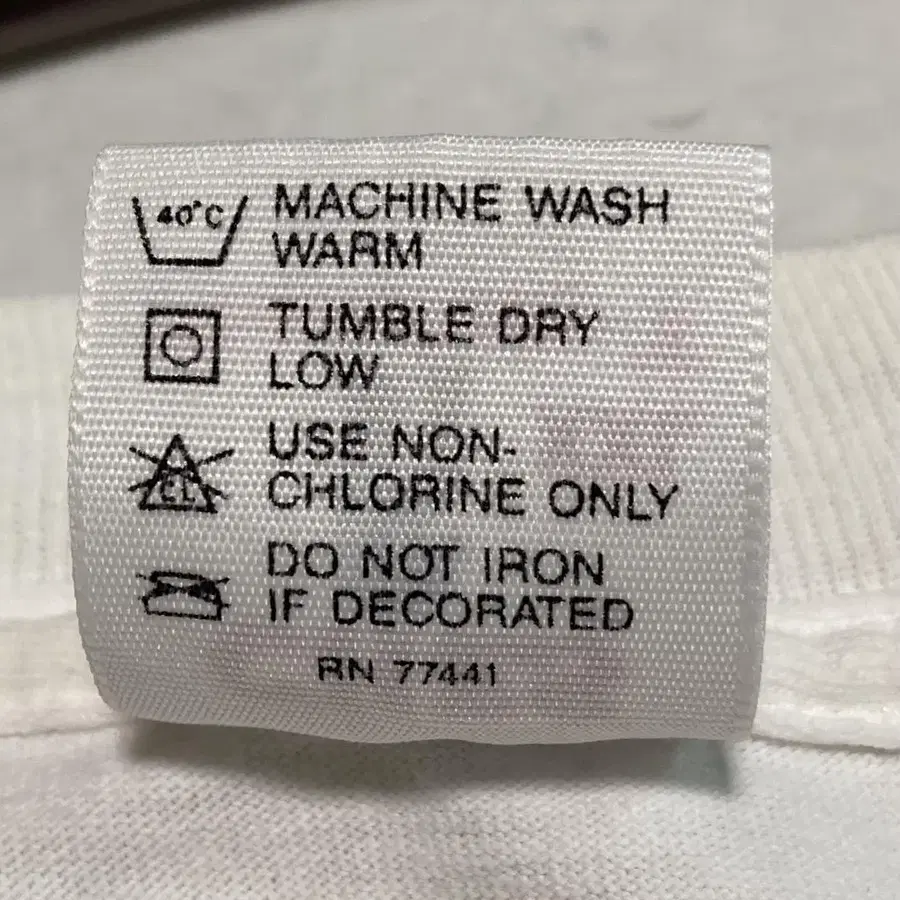 40°C MACHINE WASH
WARM
TUMBLE DRY
LOW
USE NON-
CL CHLORINE ONLY
DO NOT IRON
IF DECORATED
RN 77441